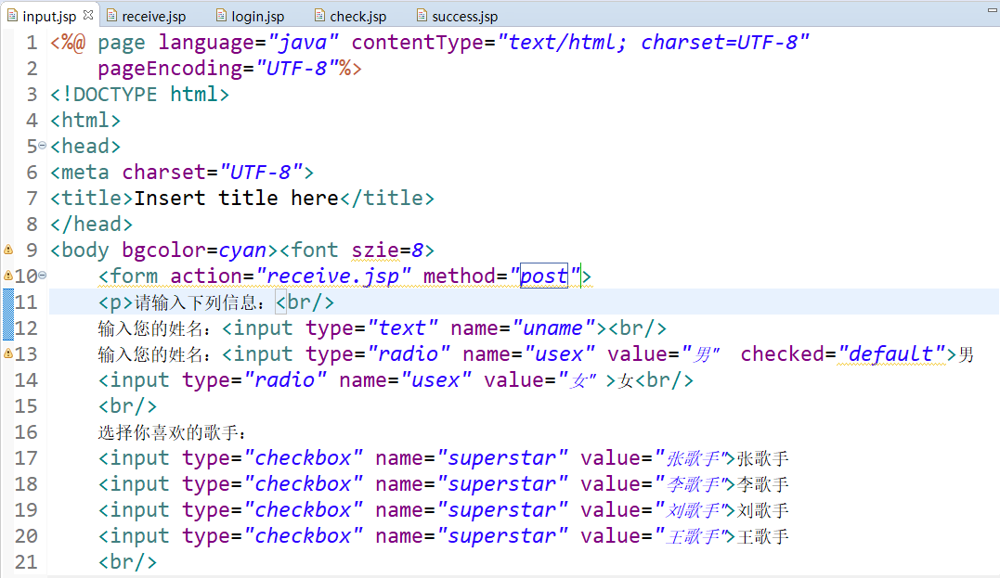 input.jsp receive.jsp login.jsp check.jsp success.jsp
1 <%@ page language="java" contentType="text/html; charset=UTF-8"
2 pageEncoding="UTF-8"%>
3 <!DOCTYPE html>
4 <html>
5 <head>
6 <meta charset="UTF-8">
7 <title>Insert title here</title>
8 </head>
9 <body bgcolor=cyan><font szie=8>
10 <form action="receive.jsp" method="post">
11 <p>请输入下列信息：<br/>
12 输入您的姓名：<input type="text" name="uname"><br/>
13 输入您的姓名：<input type="radio" name="usex" value="男" checked="default">男
14 <input type="radio" name="usex" value="女" >女<br/>
15 <br/>
16 选择你喜欢的歌手：
17 <input type="checkbox" name="superstar" value="张歌手">张歌手
18 <input type="checkbox" name="superstar" value="李歌手">李歌手
19 <input type="checkbox" name="superstar" value="刘歌手">刘歌手
20 <input type="checkbox" name="superstar" value="王歌手">王歌手
21 <br/>